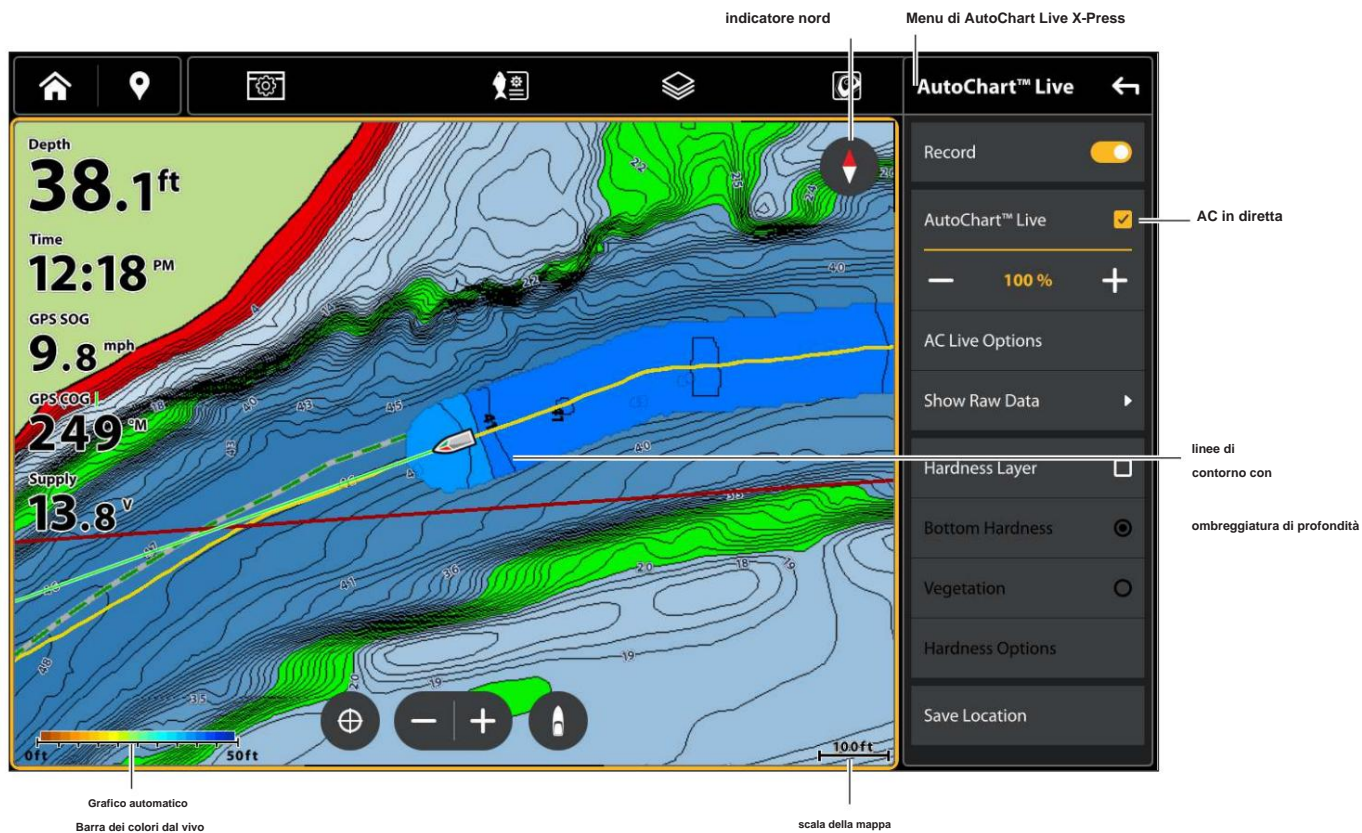 indicatore nord
Menu di AutoChart Live X-Press
AutoChart™ Live
Depth
38.1 ft
Time
12:18 PM
GPS SOG
9.8 mph
GPS COG
249 °M
Supply
13.8 V
Record
AutoChart™ Live
AC in diretta
100 %
AC Live Options
Show Raw Data
Hardness Layer
linee di
contorno con
ombreggiatura di profondità
Bottom Hardness
Vegetation
Hardness Options
Save Location
0ft
50ft
100ft
Grafico automatico
Barra dei colori dal vivo
scala della mappa